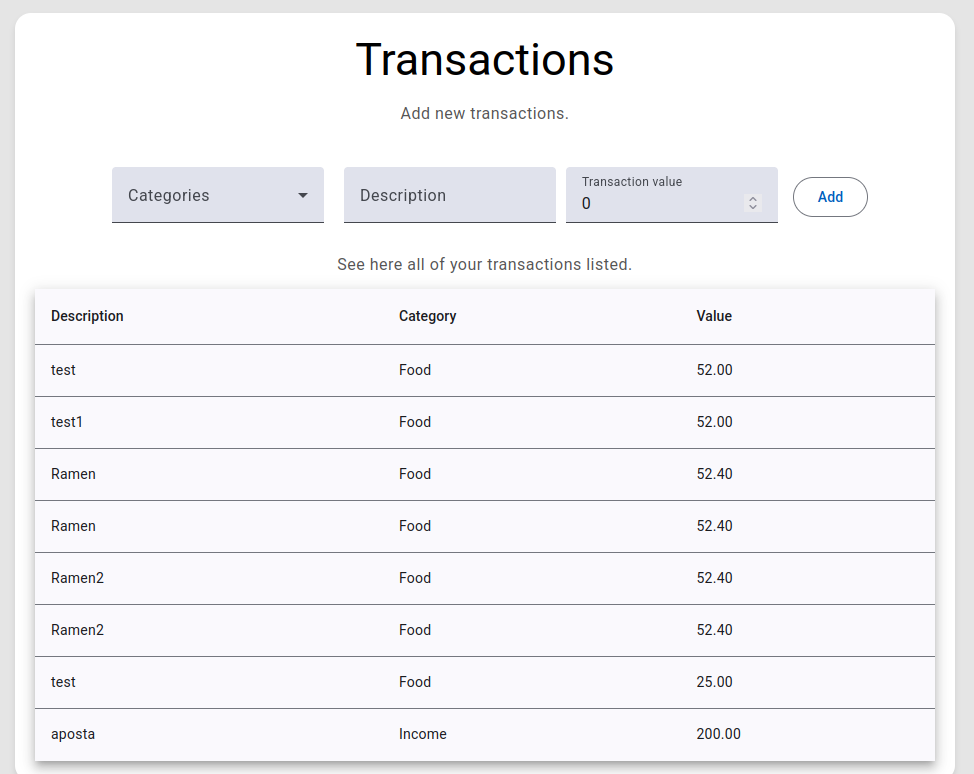 Transactions
Add new transactions.
Categories Description Transaction value 0 Add
See here all of your transactions listed.
Description Category Value
test Food 52.00
test1 Food 52.00
Ramen Food 52.40
Ramen Food 52.40
Ramen2 Food 52.40
Ramen2 Food 52.40
test Food 25.00
aposta Income 200.00